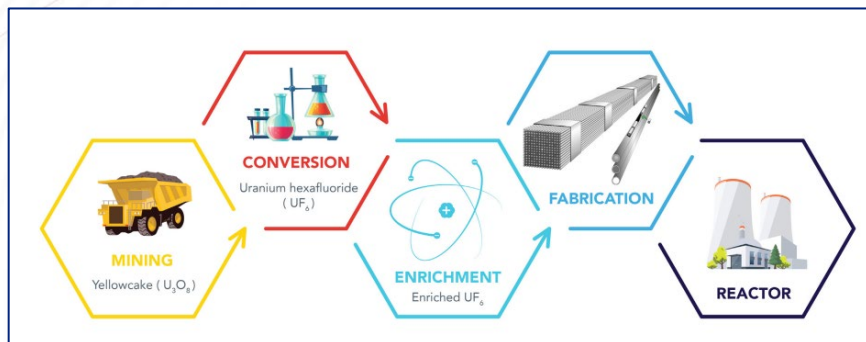 MINING
Yellowcake ( U₃O₈)
CONVERSION
Uranium hexafluoride
( UF₆)
ENRICHMENT
Enriched UF₆
FABRICATION
REACTOR